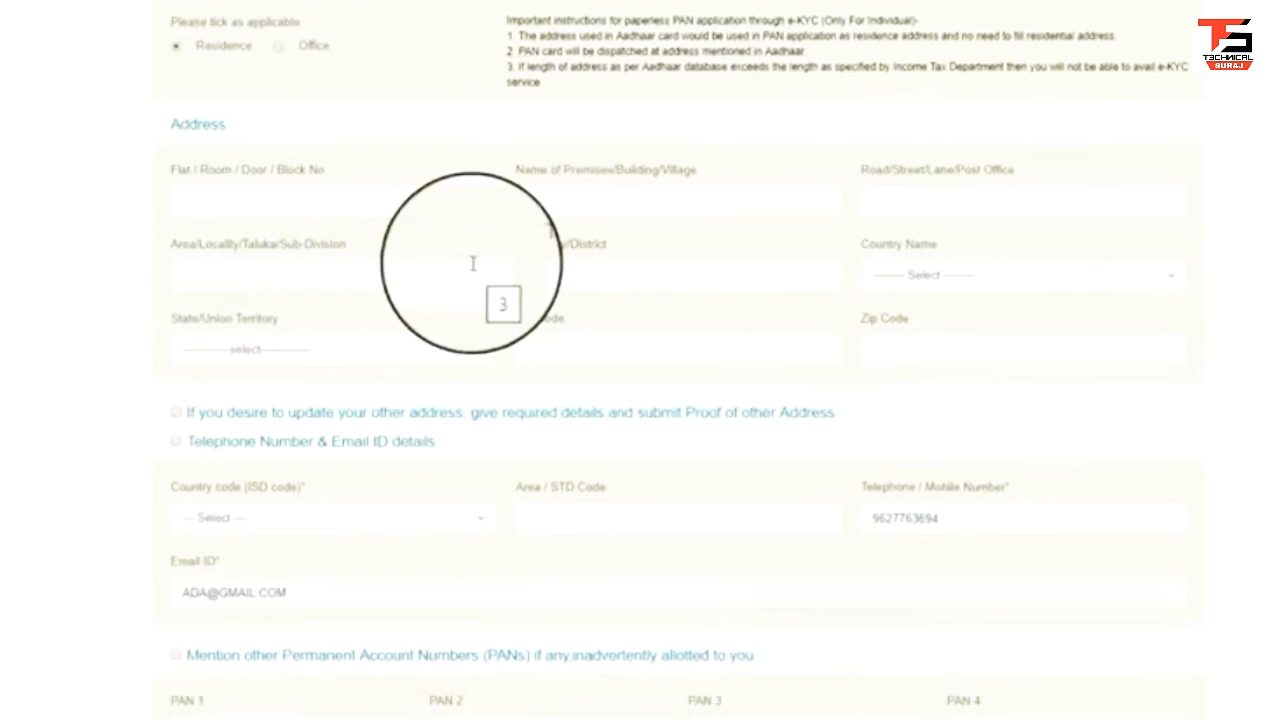 Please tick as applicable
Residence Office
Important instructions for paperless PAN application through e-KYC (Only For Individual)-
1. The address used in Aadhaar card would be used in PAN application as residence address and no need to fill residential address.
2. PAN card will be dispatched at address mentioned in Aadhaar.
3. If length of address as per Aadhaar database exceeds the length as specified by Income Tax Department then you will not be able to avail e-KYC
service.
TS
TECHNICAL
SURAJ
Address
Flat / Room / Door / Block No.
Name of Premises/Building/Village
Road/Street/Lane/Post Office
Area/Locality/Taluka/Sub-Division
/District
Country Name
------- Select -------
3
State/Union Territory
Zip Code
---------------select---------------
If you desire to update your other address, give required details and submit Proof of other Address
Telephone Number & Email ID details
Country code (ISD code)*
Area / STD Code
Telephone / Mobile Number*
--- Select ---
9627763694
Email ID*
ADA@GMAIL.COM
Mention other Permanent Account Numbers (PANs) if any,inadvertently allotted to you
PAN 1
PAN 2
PAN 3
PAN 4